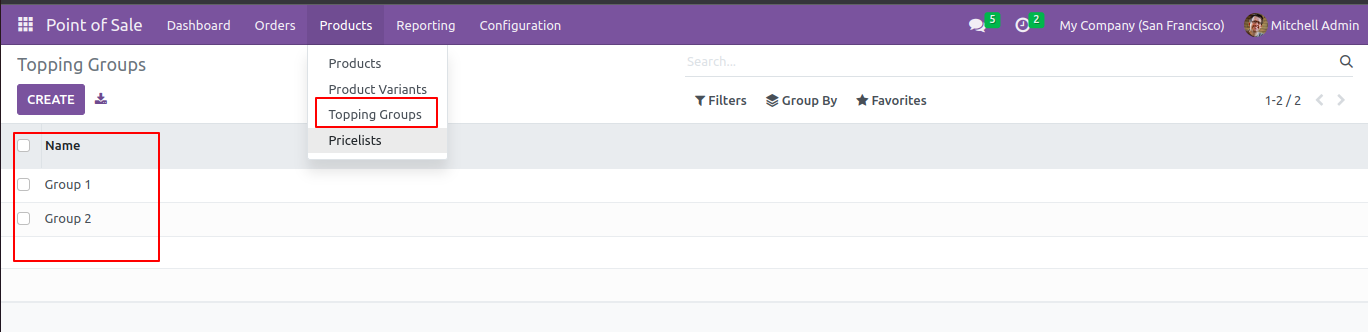 Point of Sale Dashboard Orders Products Reporting Configuration 5 2 My Company (San Francisco) Mitchell Admin
Topping Groups
Search...
Products
Product Variants
Topping Groups
Pricelists
CREATE
Filters Group By Favorites 1-2 / 2
Name
Group 1
Group 2